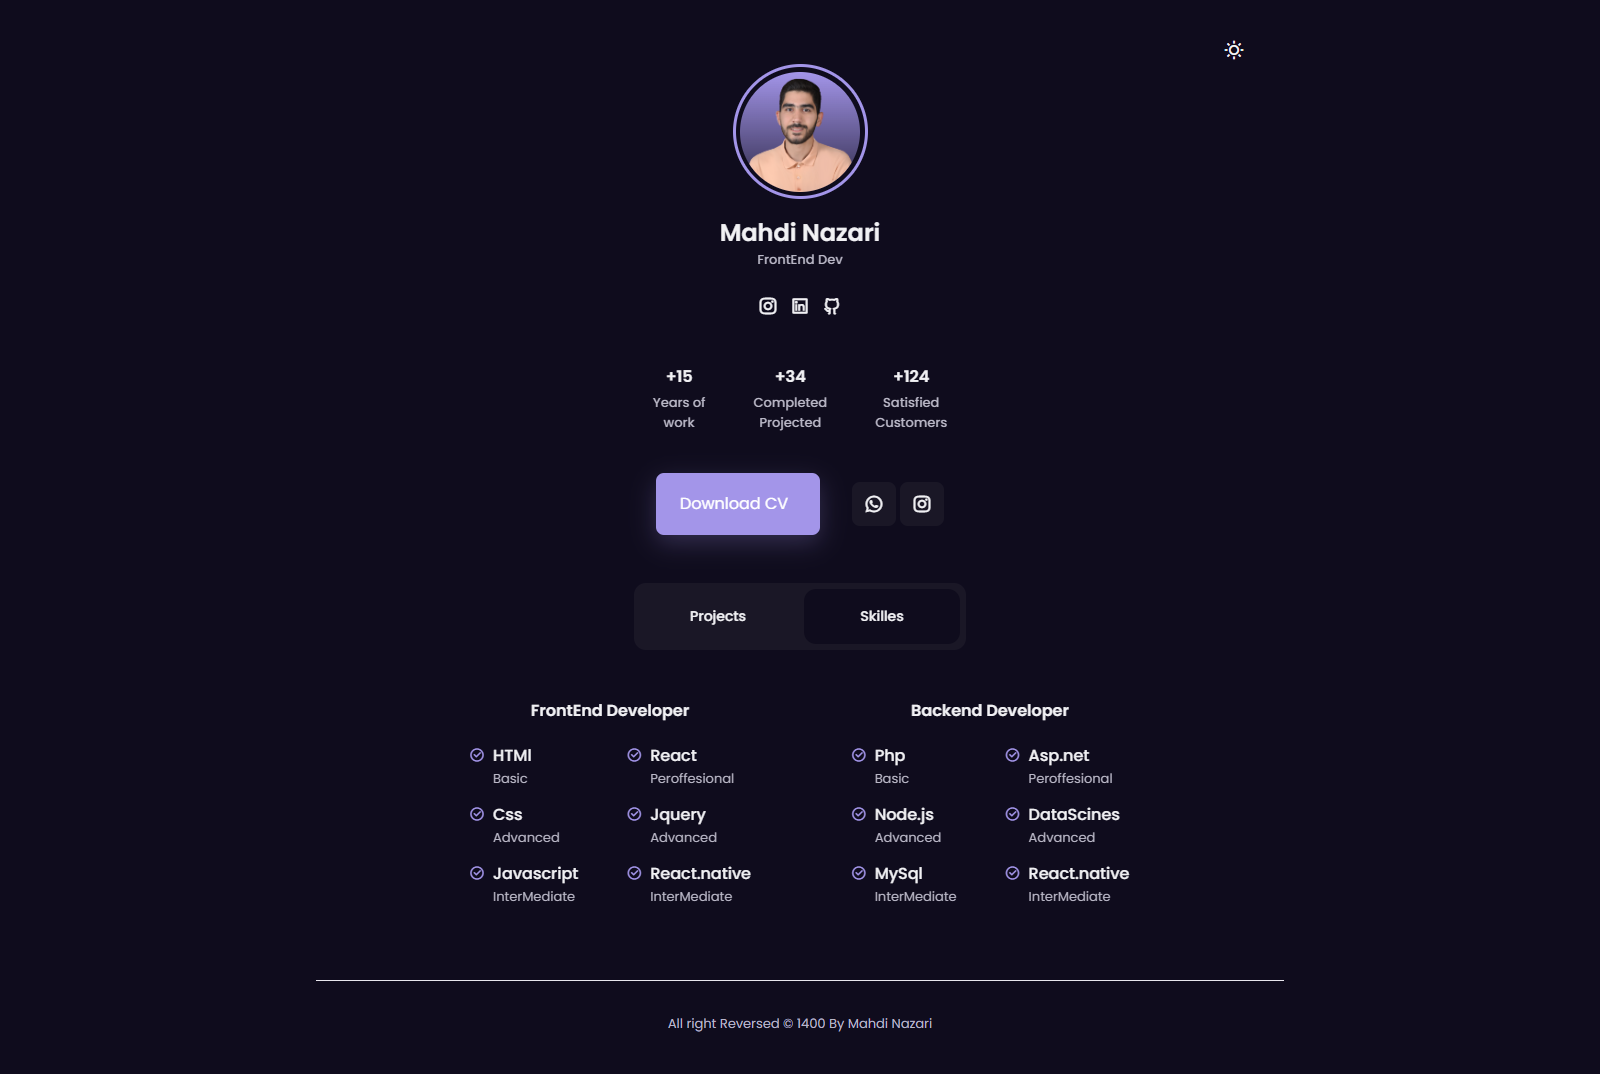 Mahdi Nazari
FrontEnd Dev
+15
Years of
work
+34
Completed
Projected
+124
Satisfied
Customers
Download CV
Projects
Skilles
FrontEnd Developer
HTMl
Basic
Css
Advanced
Javascript
InterMediate
React
Peroffesional
Jquery
Advanced
React.native
InterMediate
Backend Developer
Php
Basic
Node.js
Advanced
MySql
InterMediate
Asp.net
Peroffesional
DataScines
Advanced
React.native
InterMediate
All right Reversed © 1400 By Mahdi Nazari